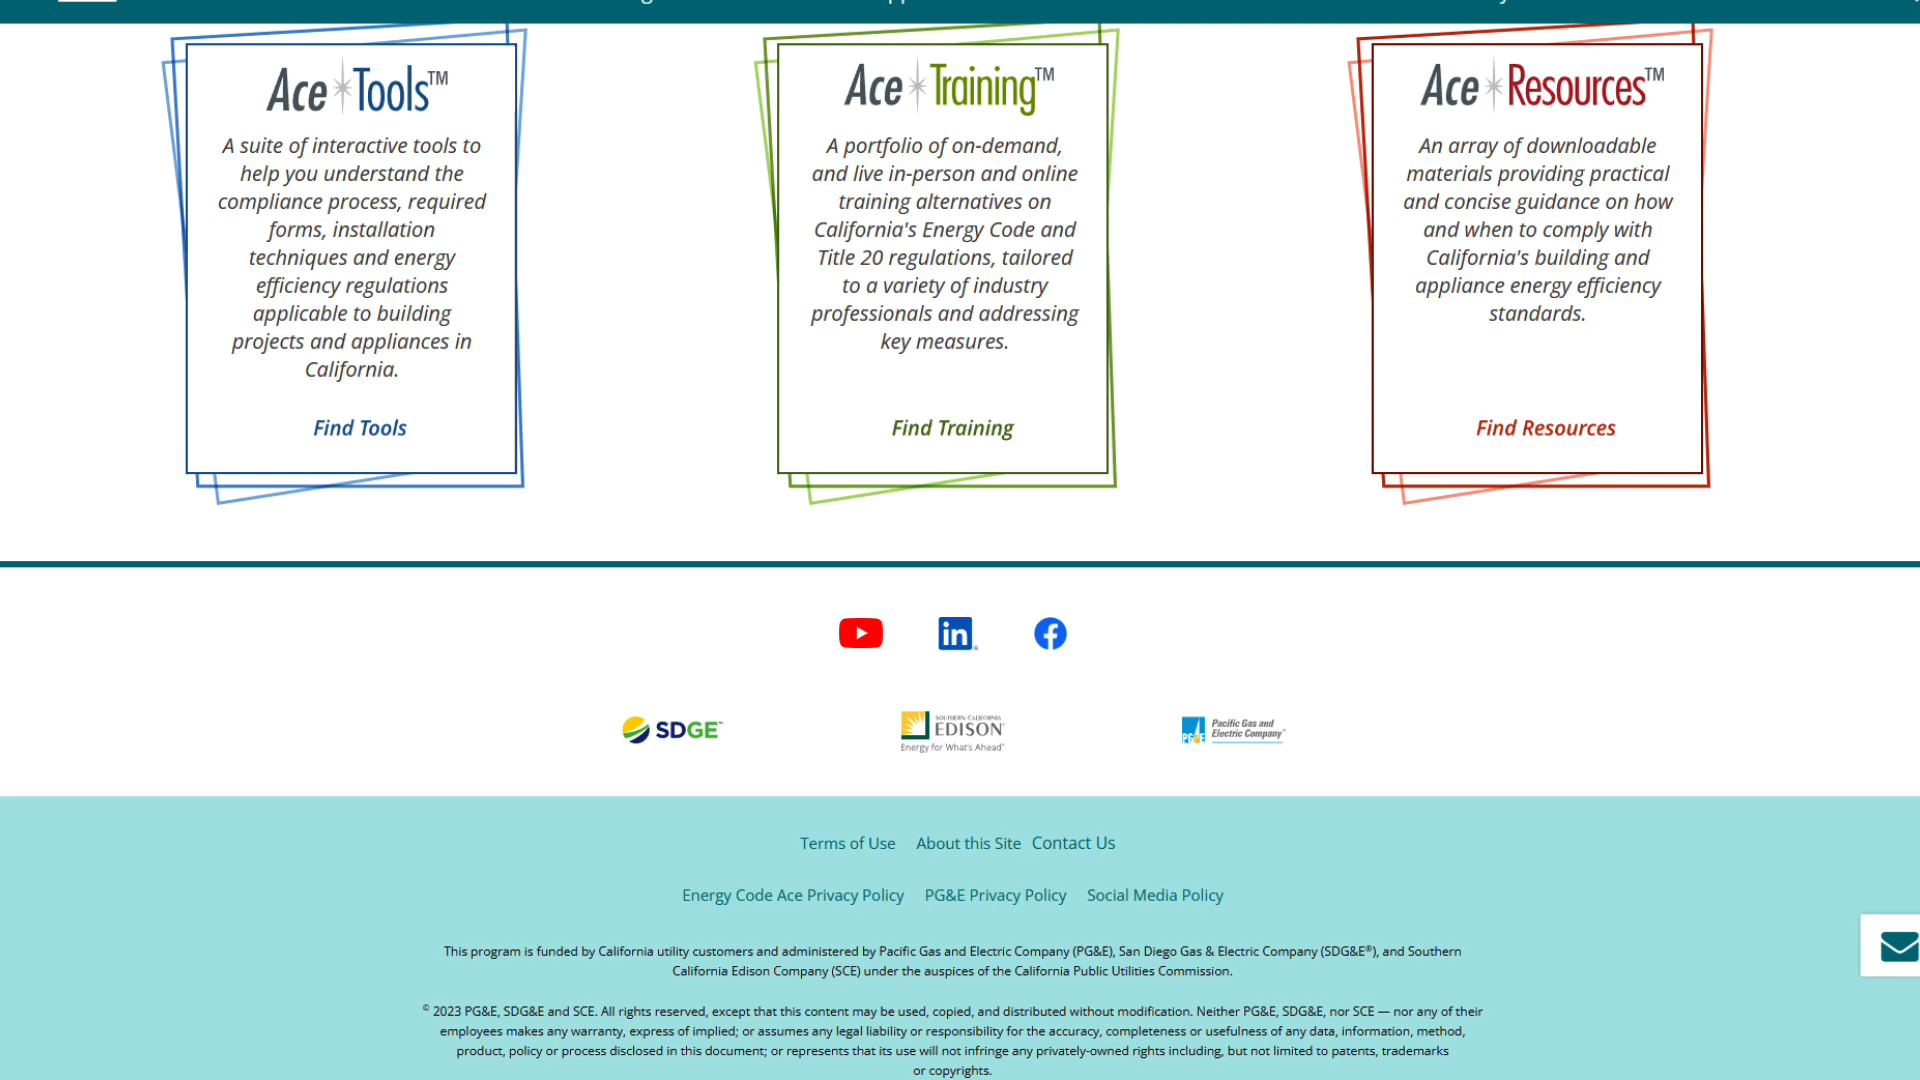 Ace Tools™
A suite of interactive tools to
help you understand the
compliance process, required
forms, installation
techniques and energy
efficiency regulations
applicable to building
projects and appliances in
California.
Find Tools
Ace Training™
A portfolio of on-demand,
and live in-person and online
training alternatives on
California's Energy Code and
Title 20 regulations, tailored
to a variety of industry
professionals and addressing
key measures.
Find Training
Ace Resources™
An array of downloadable
materials providing practical
and concise guidance on how
and when to comply with
California's building and
appliance energy efficiency
standards.
Find Resources
in
SDGE™
SOUTHERN CALIFORNIA
EDISON®
Energy for What's Ahead®
PG&E
Pacific Gas and
Electric Company®
Terms of Use About this Site Contact Us
Energy Code Ace Privacy Policy PG&E Privacy Policy Social Media Policy
This program is funded by California utility customers and administered by Pacific Gas and Electric Company (PG&E), San Diego Gas & Electric Company (SDG&E®), and Southern
California Edison Company (SCE) under the auspices of the California Public Utilities Commission.
© 2023 PG&E, SDG&E and SCE. All rights reserved, except that this content may be used, copied, and distributed without modification. Neither PG&E, SDG&E, nor SCE — nor any of their
employees makes any warranty, express of implied; or assumes any legal liability or responsibility for the accuracy, completeness or usefulness of any data, information, method,
product, policy or process disclosed in this document; or represents that its use will not infringe any privately-owned rights including, but not limited to patents, trademarks
or copyrights.